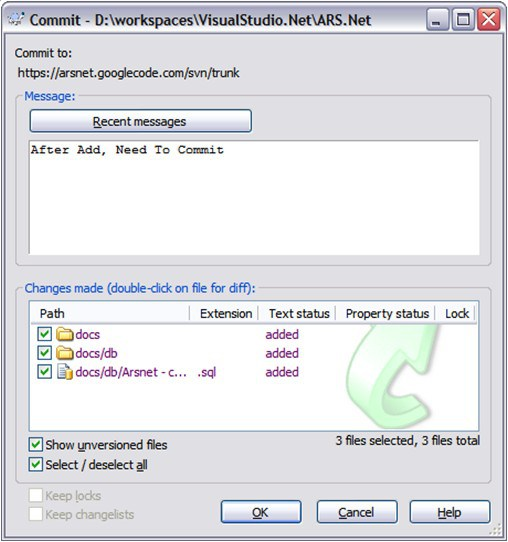 Commit - D:\workspaces\VisualStudio.Net\ARS.Net
Commit to:
https://arsnet.googlecode.com/svn/trunk
Message:
Recent messages
After Add, Need To Commit
Changes made (double-click on file for diff):
Path Extension Text status Property status Lock
docs added
docs/db added
docs/db/Arsnet - c... .sql added
Show unversioned files
3 files selected, 3 files total
Select / deselect all
Keep locks
Keep changelists
OK Cancel Help